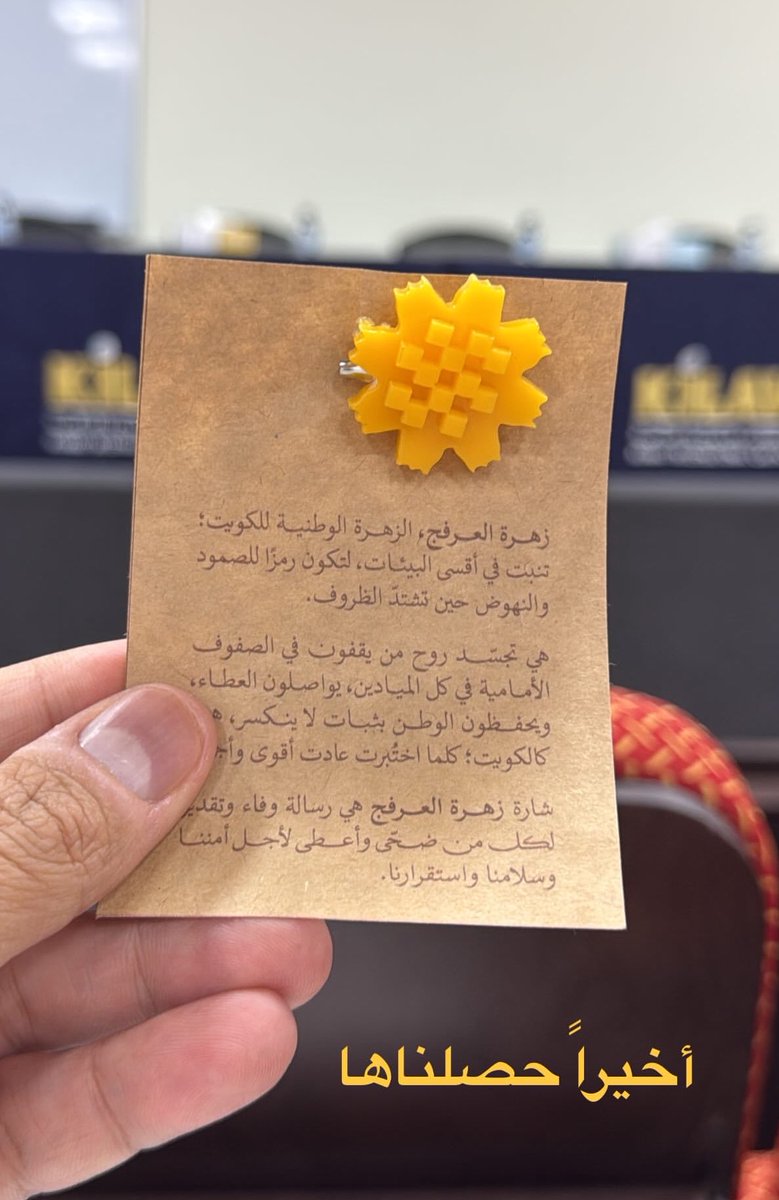 زهرة العرفج، الزهرة الوطنية للكويت؛
تنبت في أقسى البيئات، لتكون رمزًا للصمود
والنهوض حين تشتدّ الظروف.
هي تجسّد روح من يقفون في الصفوف
الأمامية في كل الميادين، يواصلون العطاء،
ويحفظون الوطن بثبات لا ينكسر،
كالكويت؛ كلما اختُبرت عادت أقوى
شارة زهرة العرفج هي رسالة وفاء وتقدير
لكل من ضحّى وأعطى لأجل أمننا
وسلامنا واستقرارنا.
أخيراً حصلناها